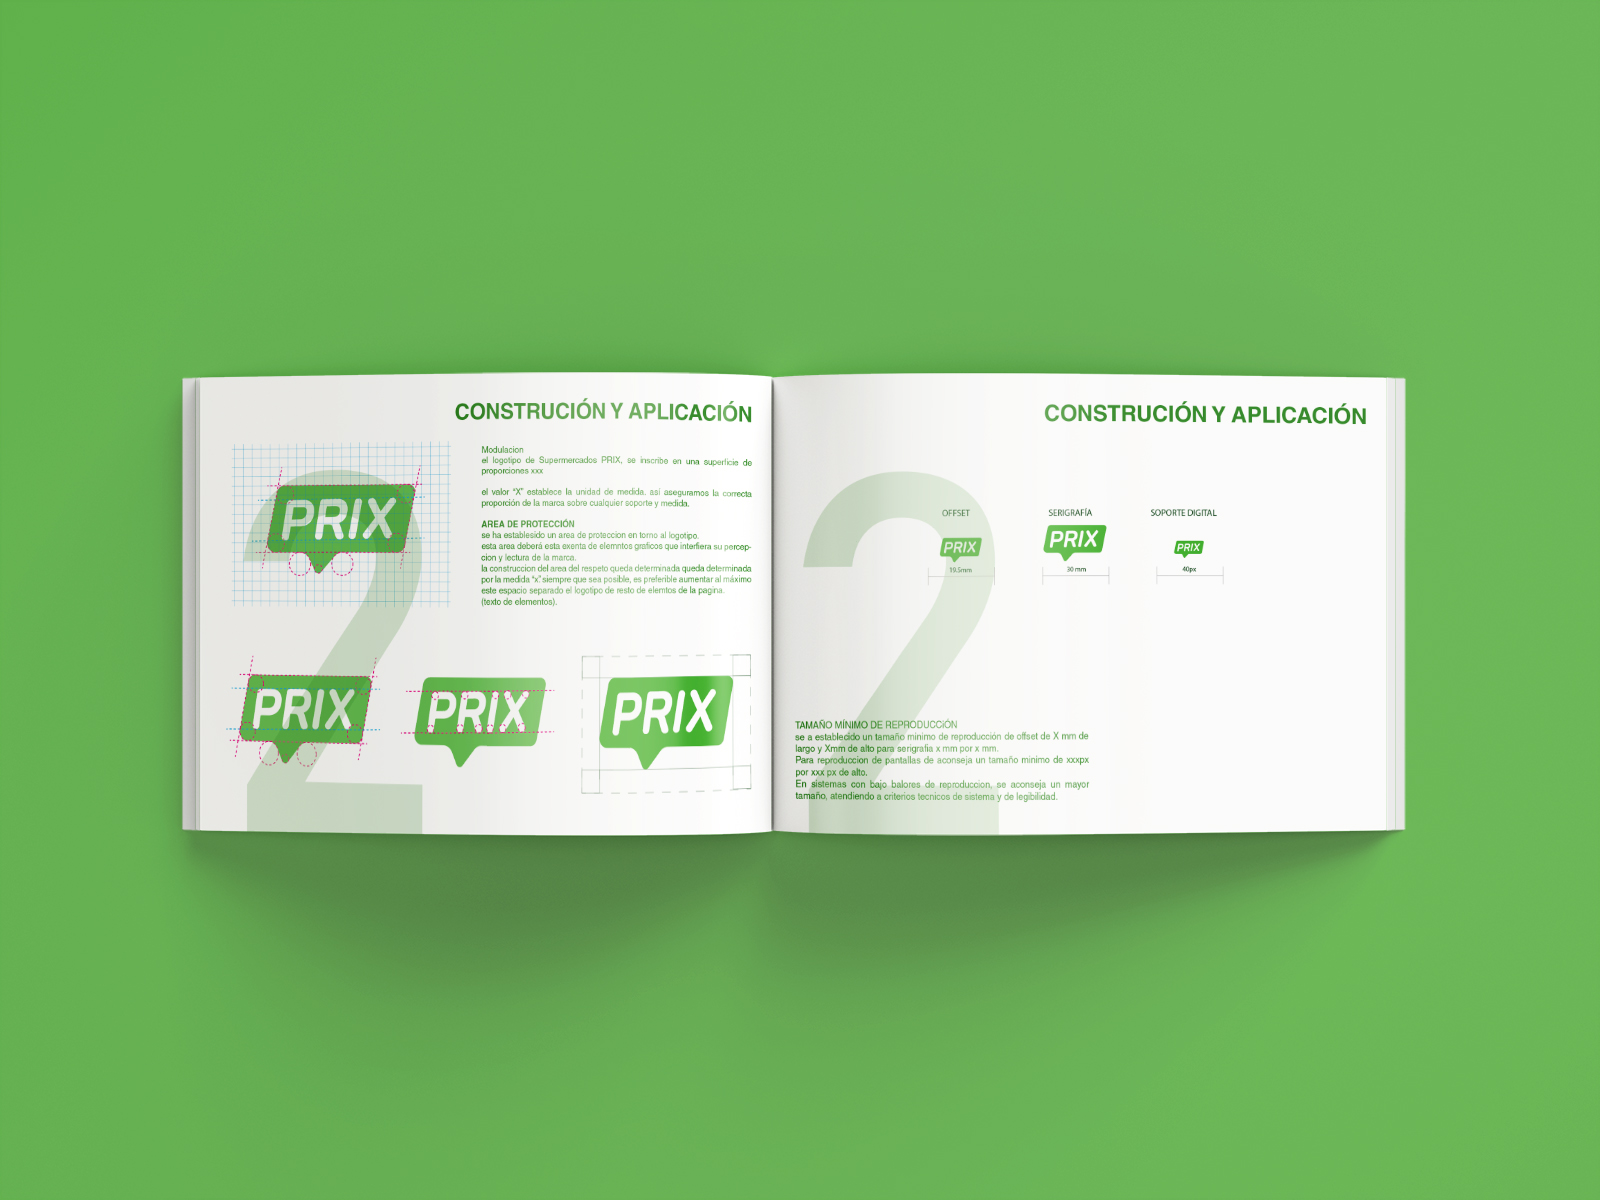 CONSTRUCIÓN Y APLICACIÓN
2
PRIX
Modulacion
el logotipo de Supermercados PRIX, se inscribe en una superficie de
proporciones xxx
el valor “X” establece la unidad de medida. asi aseguramos la correcta
proporción de la marca sobre cualquier soporte y medida.
AREA DE PROTECCIÓN
se ha establesido un area de proteccion en torno al logotipo.
esta area deberá esta exenta de elemntos graficos que interfiera su percep-
cion y lectura de la marca.
la construccion del area del respeto queda determinada queda determinada
por la medida “x” siempre que sea posible, es preferible aumentar al máximo
este espacio separado el logotipo de resto de elemtos de la pagina.
(texto de elementos).
PRIX
PRIX
PRIX
CONSTRUCIÓN Y APLICACIÓN
2
OFFSET
SERIGRAFÍA
SOPORTE DIGITAL
PRIX
PRIX
PRIX
19.5mm
30 mm
40px
TAMAÑO MÍNIMO DE REPRODUCCIÓN
se a establecido un tamaño minimo de reproducción de offset de X mm de
largo y Xmm de alto para serigrafia x mm por x mm.
Para reproduccion de pantallas de aconseja un tamaño minimo de xxxpx
por xxx px de alto.
En sistemas con bajo balores de reproduccion, se aconseja un mayor
tamaño, atendiendo a criterios tecnicos de sistema y de legibilidad.